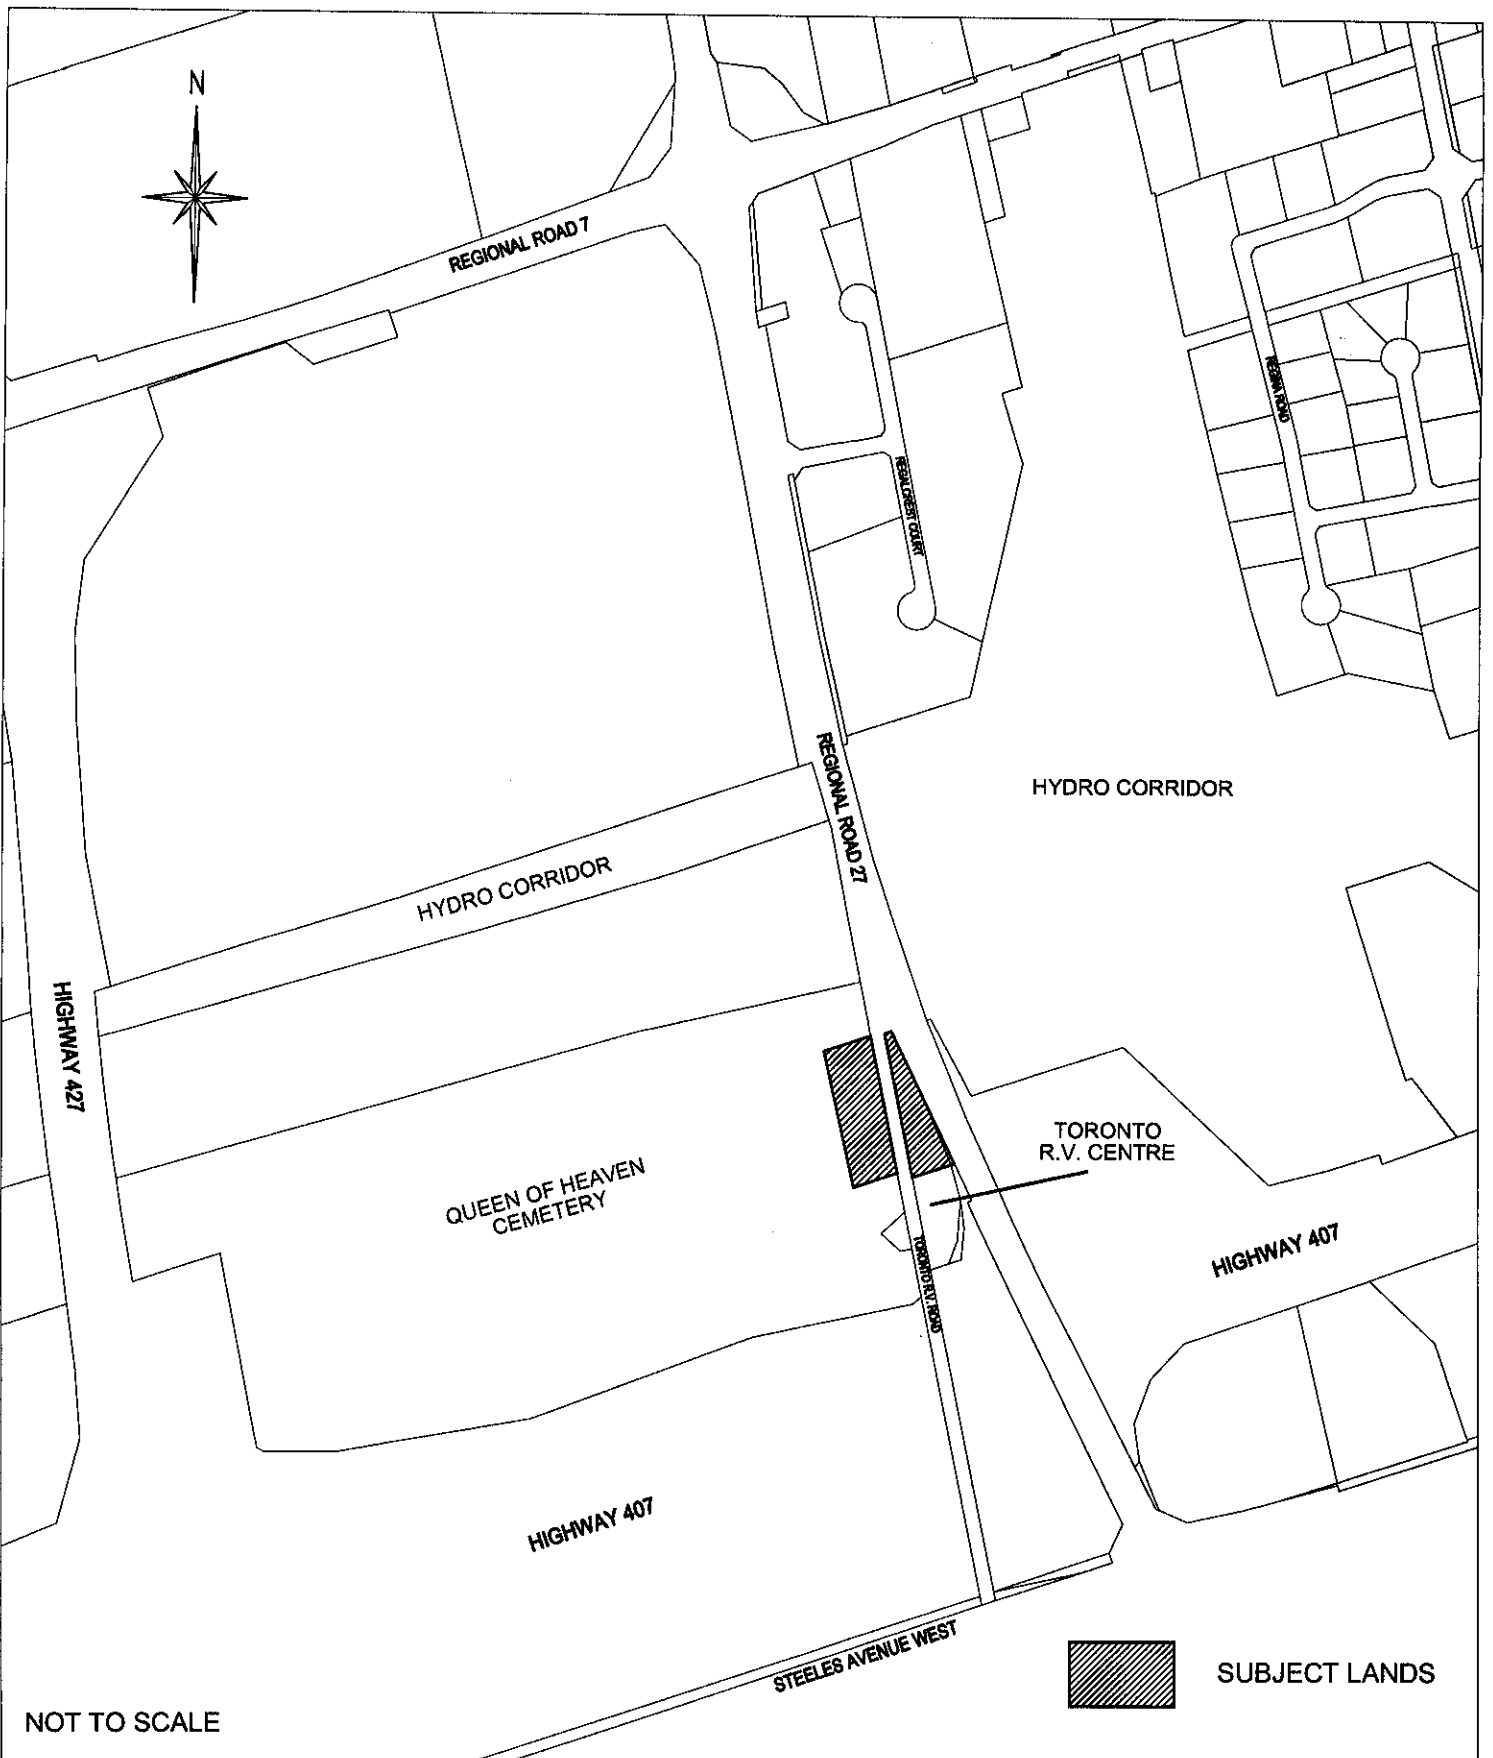 N
REGIONAL ROAD 7
REGINA ROAD
REGALCREST COURT
REGIONAL ROAD 27
HYDRO CORRIDOR
HYDRO CORRIDOR
HIGHWAY 427
TORONTO
R.V. CENTRE
QUEEN OF HEAVEN
CEMETERY
HIGHWAY 407
TORONTO R.V. ROAD
HIGHWAY 407
STEELES AVENUE WEST
SUBJECT LANDS
NOT TO SCALE